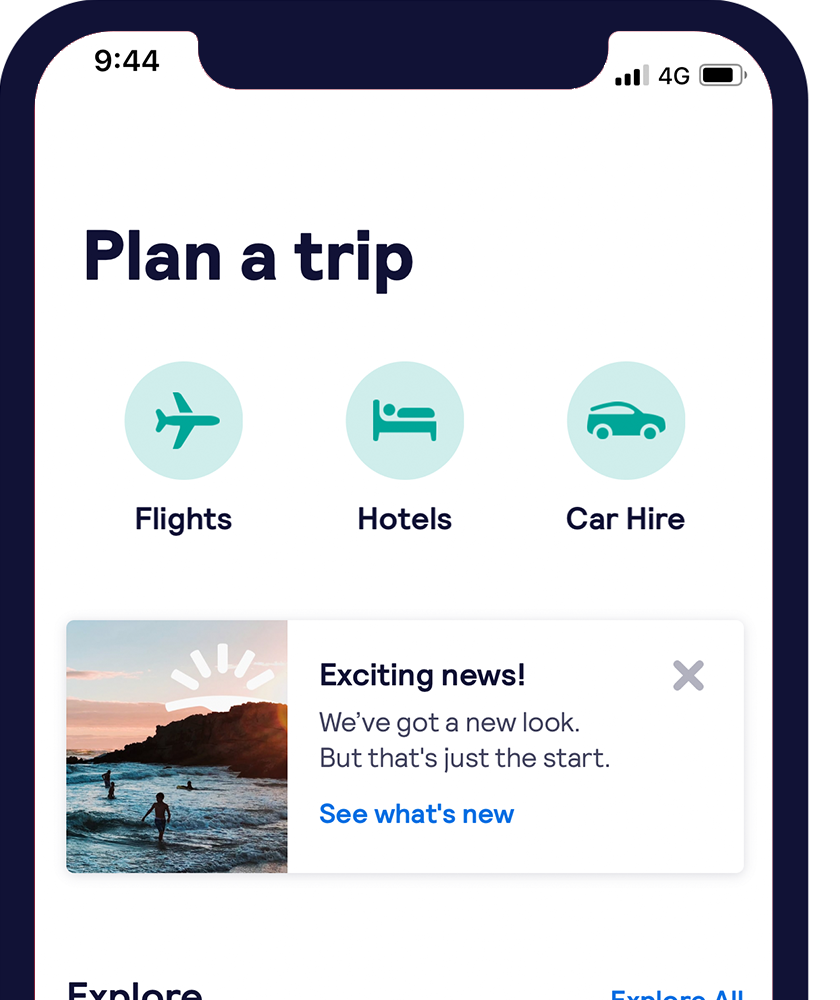 9:44
4G
Plan a trip
Flights
Hotels
Car Hire
Exciting news!
We’ve got a new look.
But that's just the start.
See what's new
Explore
Explore All